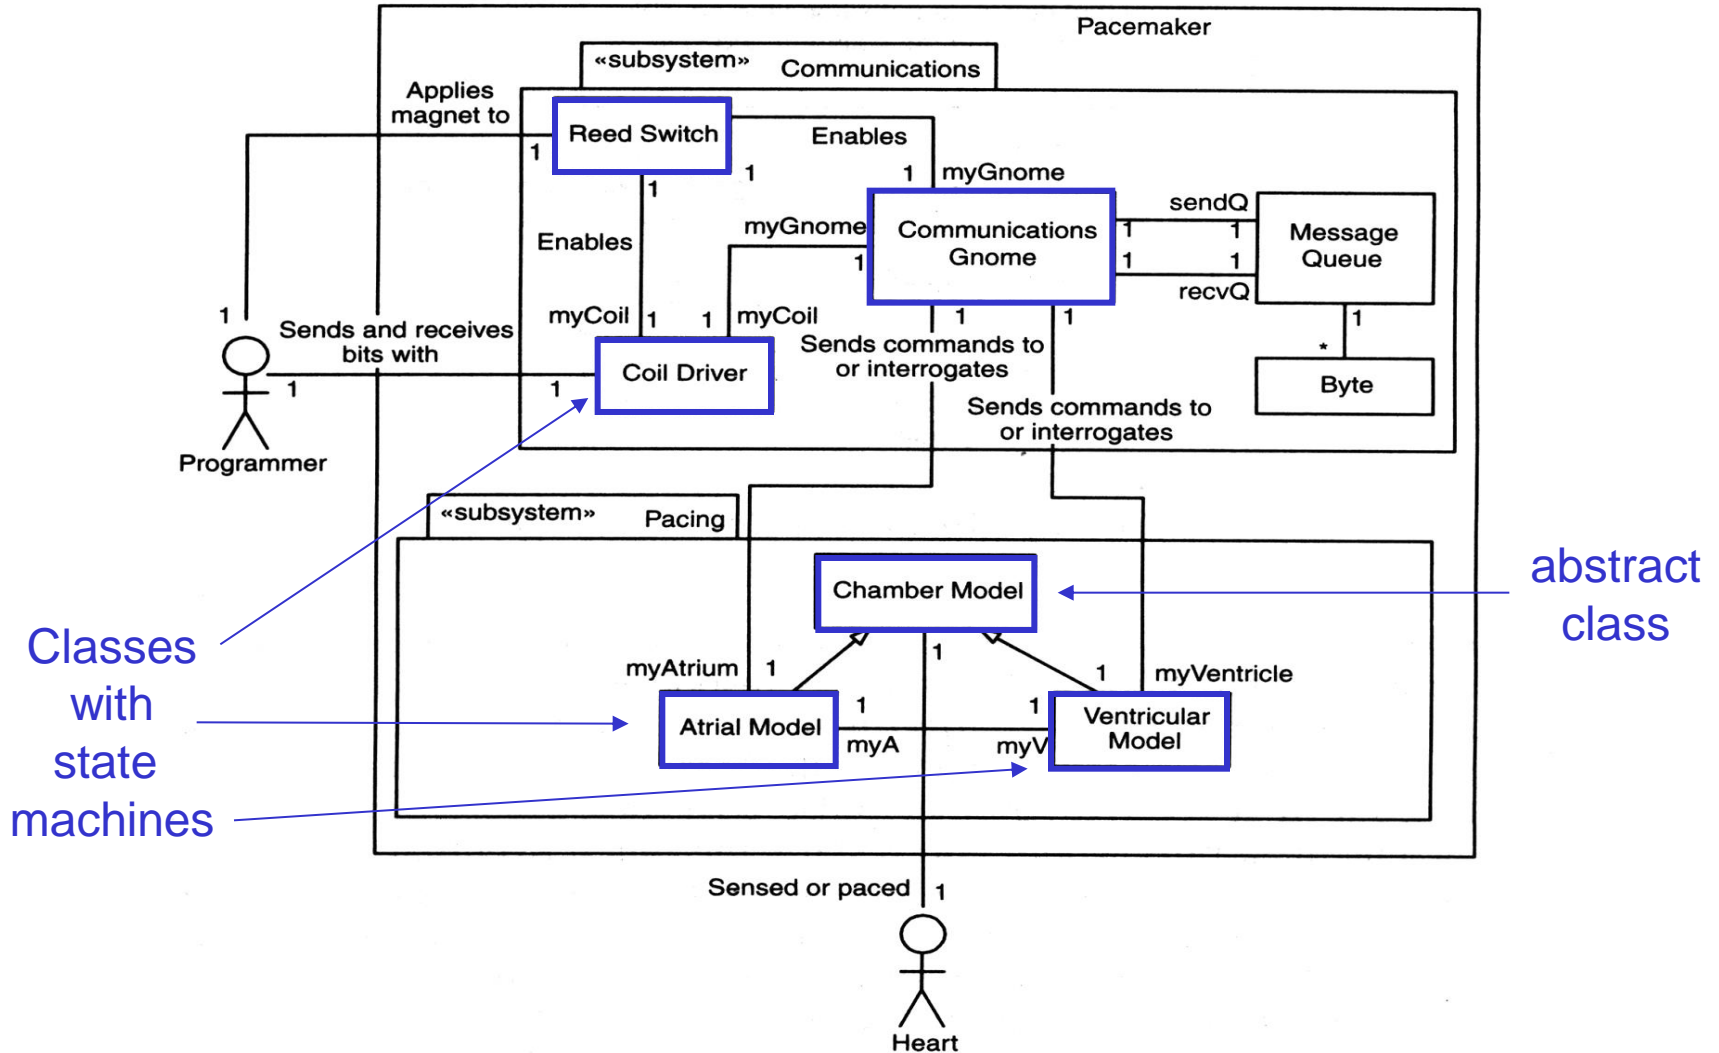 Pacemaker
«subsystem» Communications
Applies
magnet to
Reed Switch
1
Enables
1
1
myGnome
1
Enables
myGnome
1
Communications
Gnome
sendQ
1
1
1
1
recvQ
Message
Queue
1
*
Byte
myCoil
1
1
myCoil
Coil Driver
1
Sends and receives
bits with
1
1
Programmer
1
Sends commands to
or interrogates
1
Sends commands to
or interrogates
«subsystem» Pacing
Chamber Model
1
abstract
class
Classes
with
state
machines
myAtrium
1
1
myVentricle
Atrial Model
1
myA
1
myV
Ventricular
Model
Sensed or paced
1
Heart